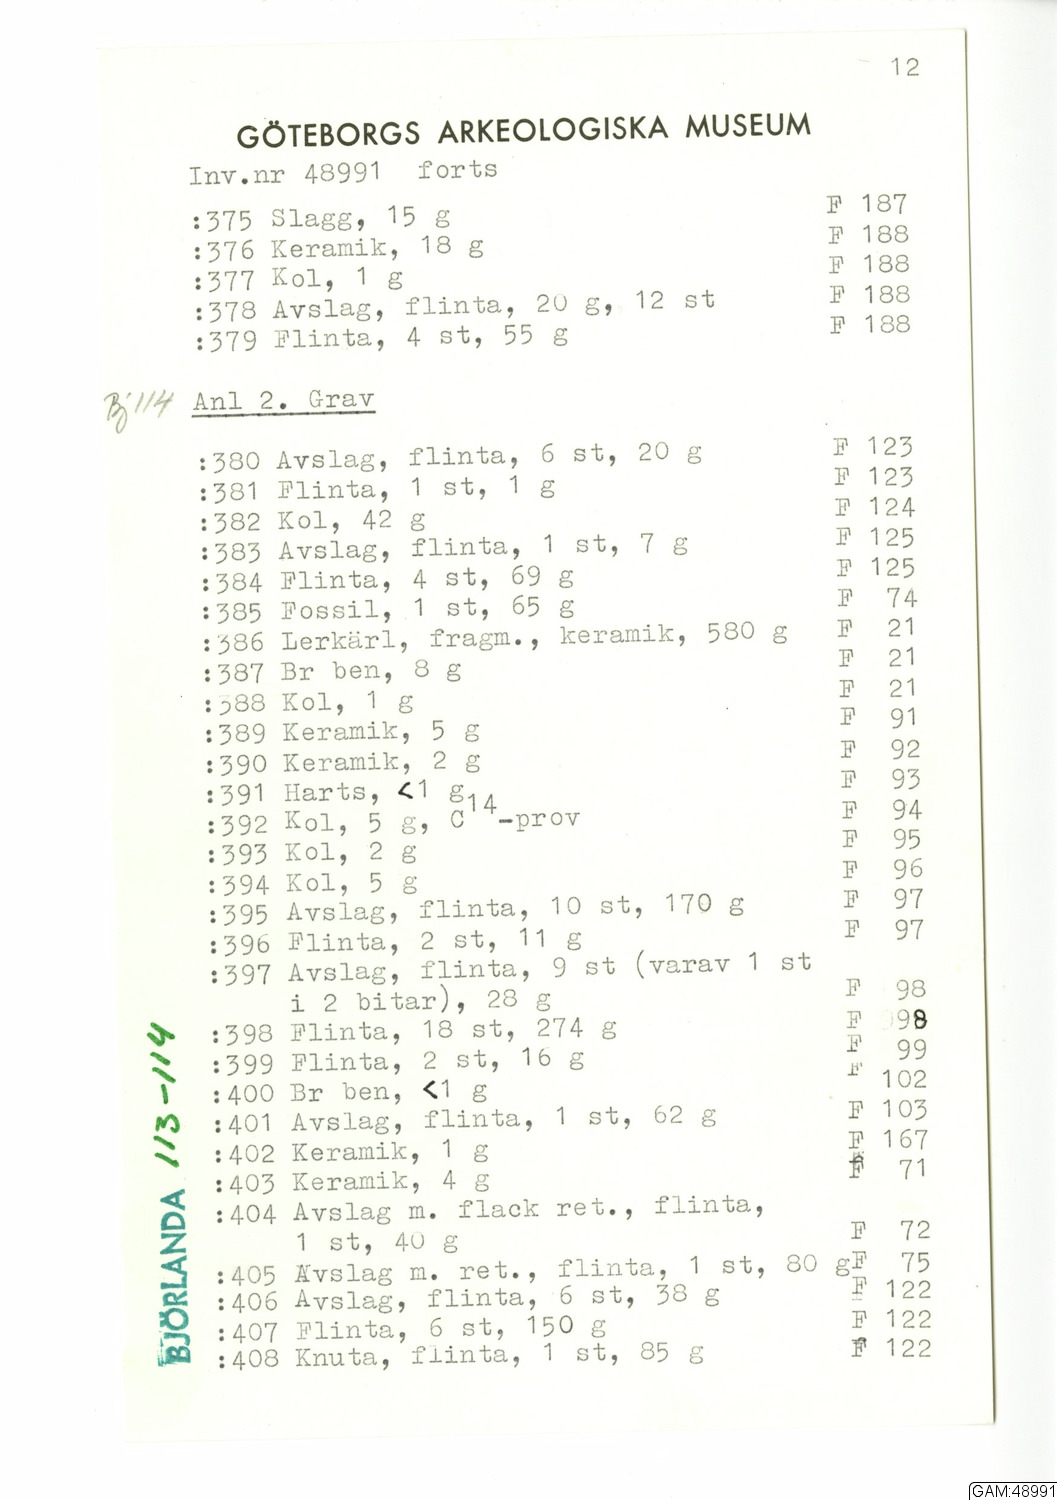 12
GÖTEBORGS ARKEOLOGISKA MUSEUM
Inv.nr 48991 forts
:375 Slagg, 15 g F 187
:376 Keramik, 18 g F 188
:377 Kol, 1 g F 188
:378 Avslag, flinta, 20 g, 12 st F 188
:379 Flinta, 4 st, 55 g F 188
Bj 114 Anl 2. Grav
:380 Avslag, flinta, 6 st, 20 g F 123
:381 Flinta, 1 st, 1 g F 123
:382 Kol, 42 g F 124
:383 Avslag, flinta, 1 st, 7 g F 125
:384 Flinta, 4 st, 69 g F 125
:385 Fossil, 1 st, 65 g F 74
:386 Lerkärl, fragm., keramik, 580 g F 21
:387 Br ben, 8 g F 21
:388 Kol, 1 g F 21
:389 Keramik, 5 g F 91
:390 Keramik, 2 g F 92
:391 Harts, <1 g F 93
:392 Kol, 5 g, C14-prov F 94
:393 Kol, 2 g F 95
:394 Kol, 5 g F 96
:395 Avslag, flinta, 10 st, 170 g F 97
:396 Flinta, 2 st, 11 g F 97
:397 Avslag, flinta, 9 st (varav 1 st
i 2 bitar), 28 g F 98
:398 Flinta, 18 st, 274 g F 98
:399 Flinta, 2 st, 16 g F 99
:400 Br ben, <1 g F 102
:401 Avslag, flinta, 1 st, 62 g F 103
:402 Keramik, 1 g F 167
:403 Keramik, 4 g F 71
:404 Avslag m. flack ret., flinta,
1 st, 40 g F 72
:405 Avslag m. ret., flinta, 1 st, 80 g F 75
:406 Avslag, flinta, 6 st, 38 g F 122
:407 Flinta, 6 st, 150 g F 122
:408 Knuta, flinta, 1 st, 85 g F 122
BJÖRLANDA 113-114
GAM:48991